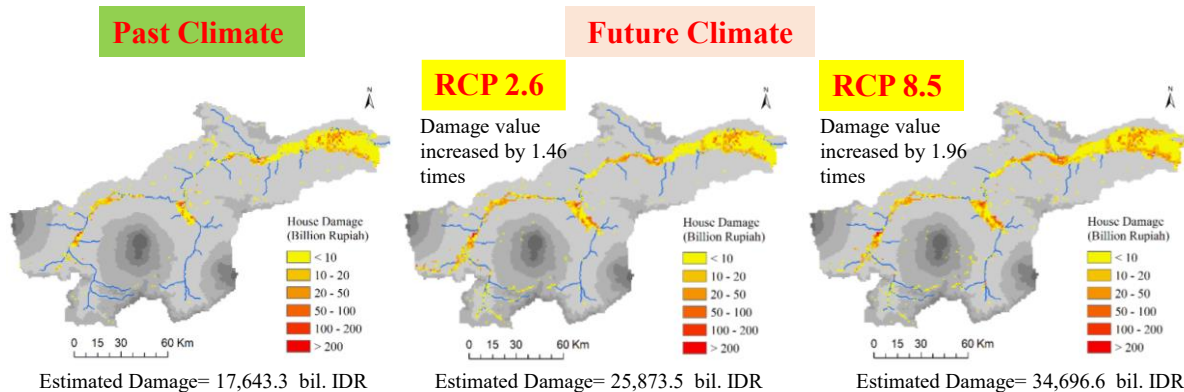 Past Climate
Future Climate
RCP 2.6
RCP 8.5
Damage value
increased by 1.46
times
Damage value
increased by 1.96
times
N
House Damage
(Billion Rupiah)
< 10
10 - 20
20 - 50
50 - 100
100 - 200
> 200
0 15 30 60 Km
Estimated Damage= 17,643.3 bil. IDR
N
House Damage
(Billion Rupiah)
< 10
10 - 20
20 - 50
50 - 100
100 - 200
> 200
0 15 30 60 Km
Estimated Damage= 25,873.5 bil. IDR
N
House Damage
(Billion Rupiah)
< 10
10 - 20
20 - 50
50 - 100
100 - 200
> 200
0 15 30 60 Km
Estimated Damage= 34,696.6 bil. IDR